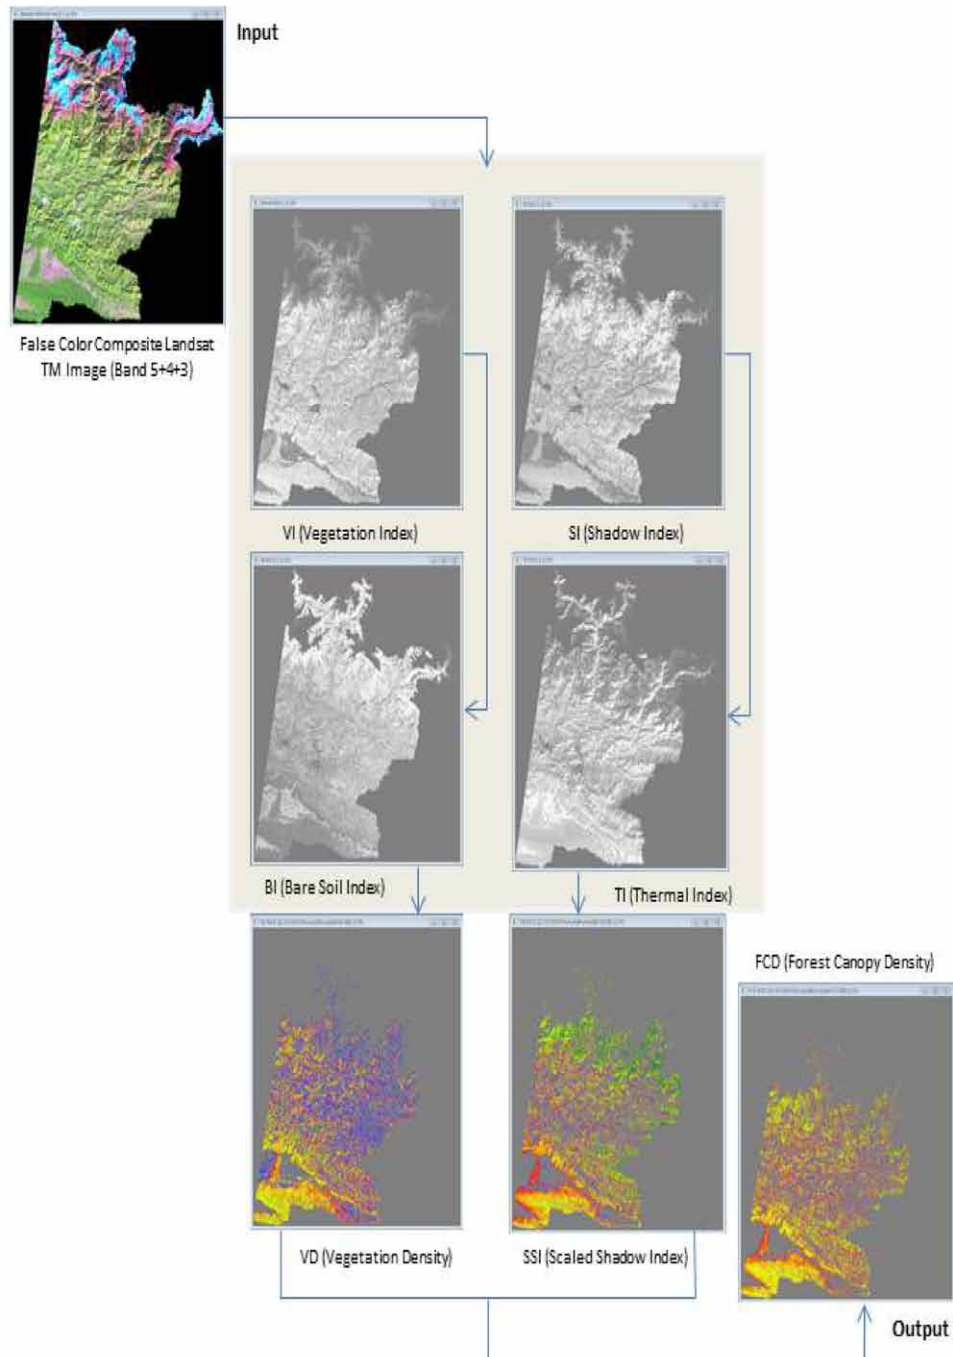 Input
False Color Composite Landsat
TM Image (Band 5+4+3)
VI (Vegetation Index)
SI (Shadow Index)
BI (Bare Soil Index)
TI (Thermal Index)
FCD (Forest Canopy Density)
VD (Vegetation Density)
SSI (Scaled Shadow Index)
Output